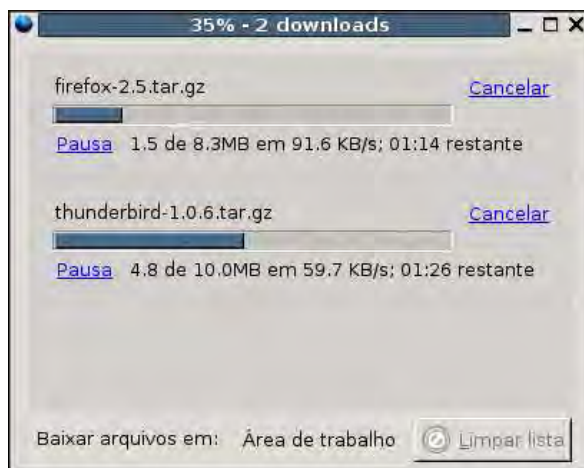 35% - 2 downloads
firefox-2.5.tar.gz Cancelar
Pausa 1.5 de 8.3MB em 91.6 KB/s; 01:14 restante
thunderbird-1.0.6.tar.gz Cancelar
Pausa 4.8 de 10.0MB em 59.7 KB/s; 01:26 restante
Baixar arquivos em: Área de trabalho Limpar lista